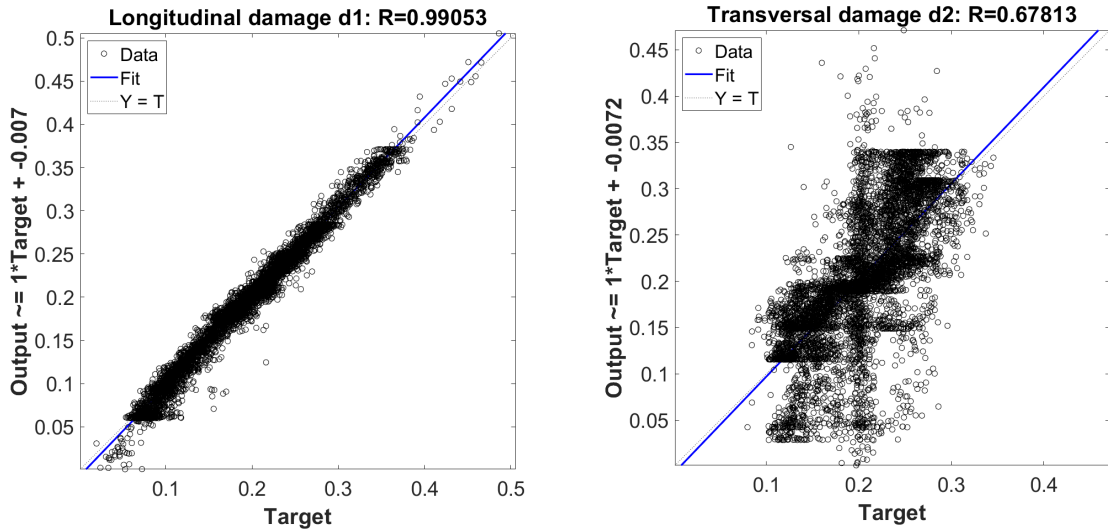 Longitudinal damage d1: R=0.99053
Output ~= 1*Target + -0.007
0.5
0.45
0.4
0.35
0.3
0.25
0.2
0.15
0.1
0.05
Data
Fit
Y = T
0.1
0.2
0.3
0.4
0.5
Target
Transversal damage d2: R=0.67813
Output ~= 1*Target + -0.0072
0.45
0.4
0.35
0.3
0.25
0.2
0.15
0.1
0.05
Data
Fit
Y = T
0.1
0.2
0.3
0.4
Target